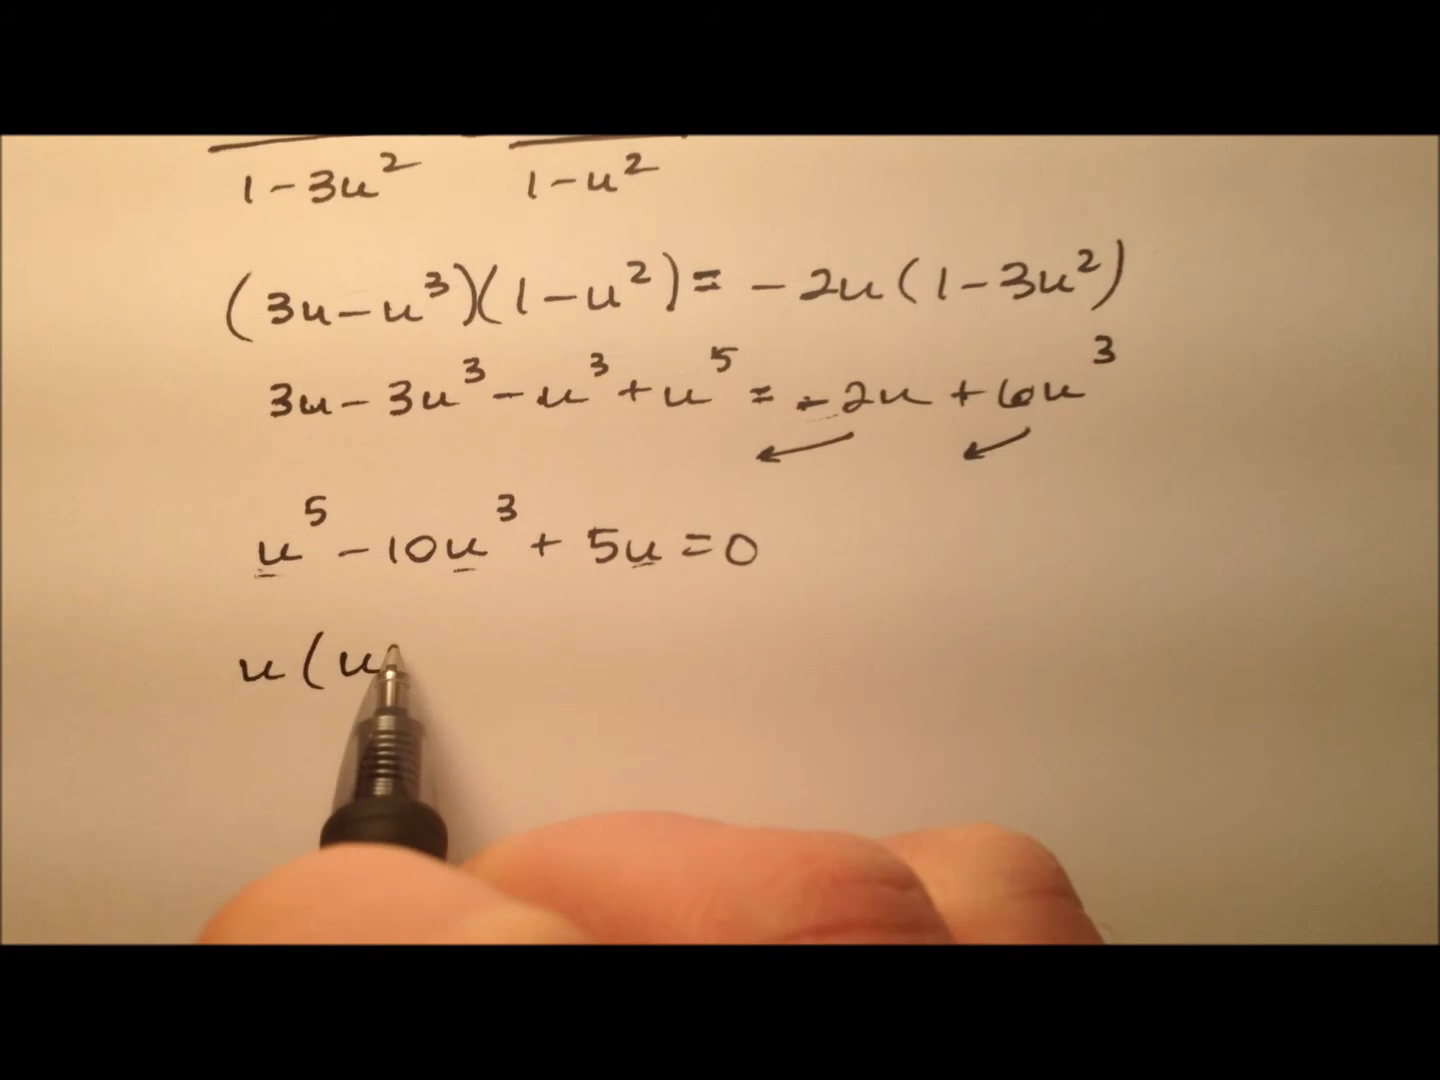 1-3u² 1-u²
(3u-u³)(1-u²)=-2u(1-3u²)
3u-3u³-u³+u⁵=-2u+6u³
u⁵-10u³+5u=0
u(u